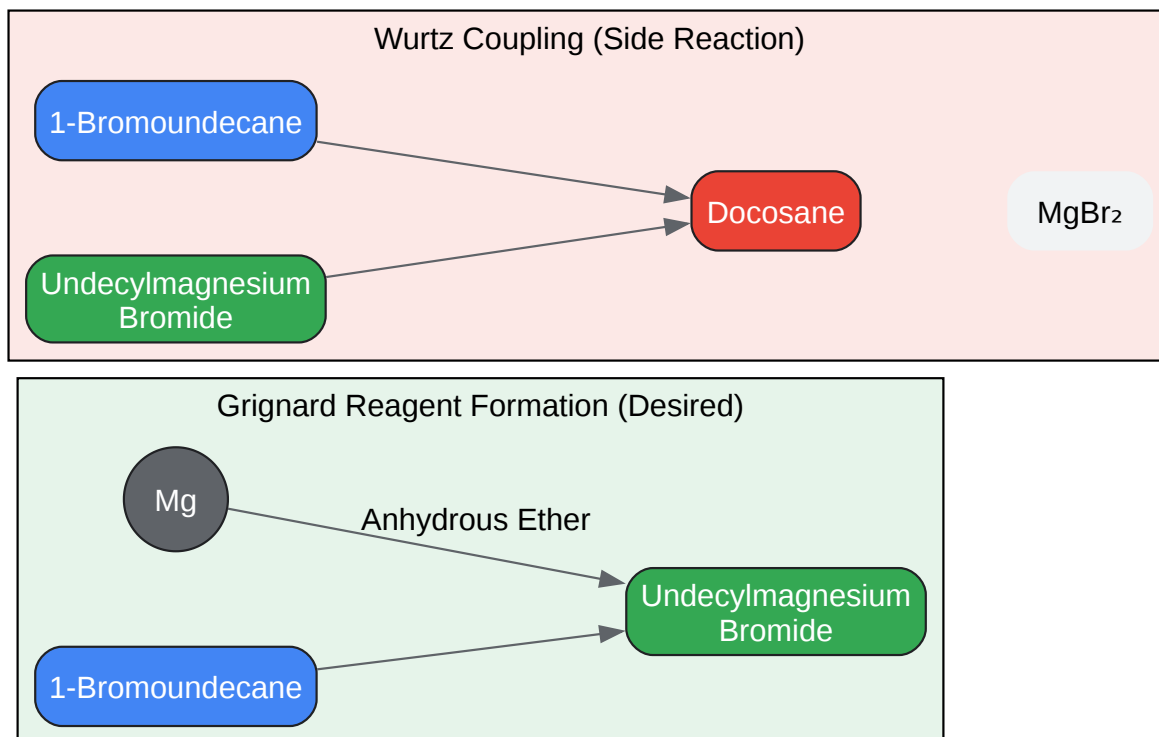 Wurtz Coupling (Side Reaction)
1-Bromoundecane
Docosane
MgBr₂
Undecylmagnesium
Bromide
Grignard Reagent Formation (Desired)
Mg
Anhydrous Ether
Undecylmagnesium
Bromide
1-Bromoundecane